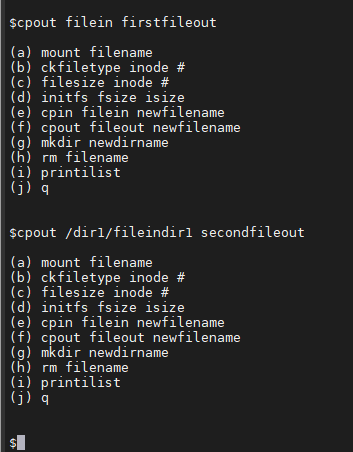 $cpout filein firstfileout
(a) mount filename
(b) ckfiletype inode #
(c) filesize inode #
(d) initfs fsize isize
(e) cpin filein newfilename
(f) cpout fileout newfilename
(g) mkdir newdirname
(h) rm filename
(i) printilist
(j) q
$cpout /dir1/fileindir1 secondfileout
(a) mount filename
(b) ckfiletype inode #
(c) filesize inode #
(d) initfs fsize isize
(e) cpin filein newfilename
(f) cpout fileout newfilename
(g) mkdir newdirname
(h) rm filename
(i) printilist
(j) q
$